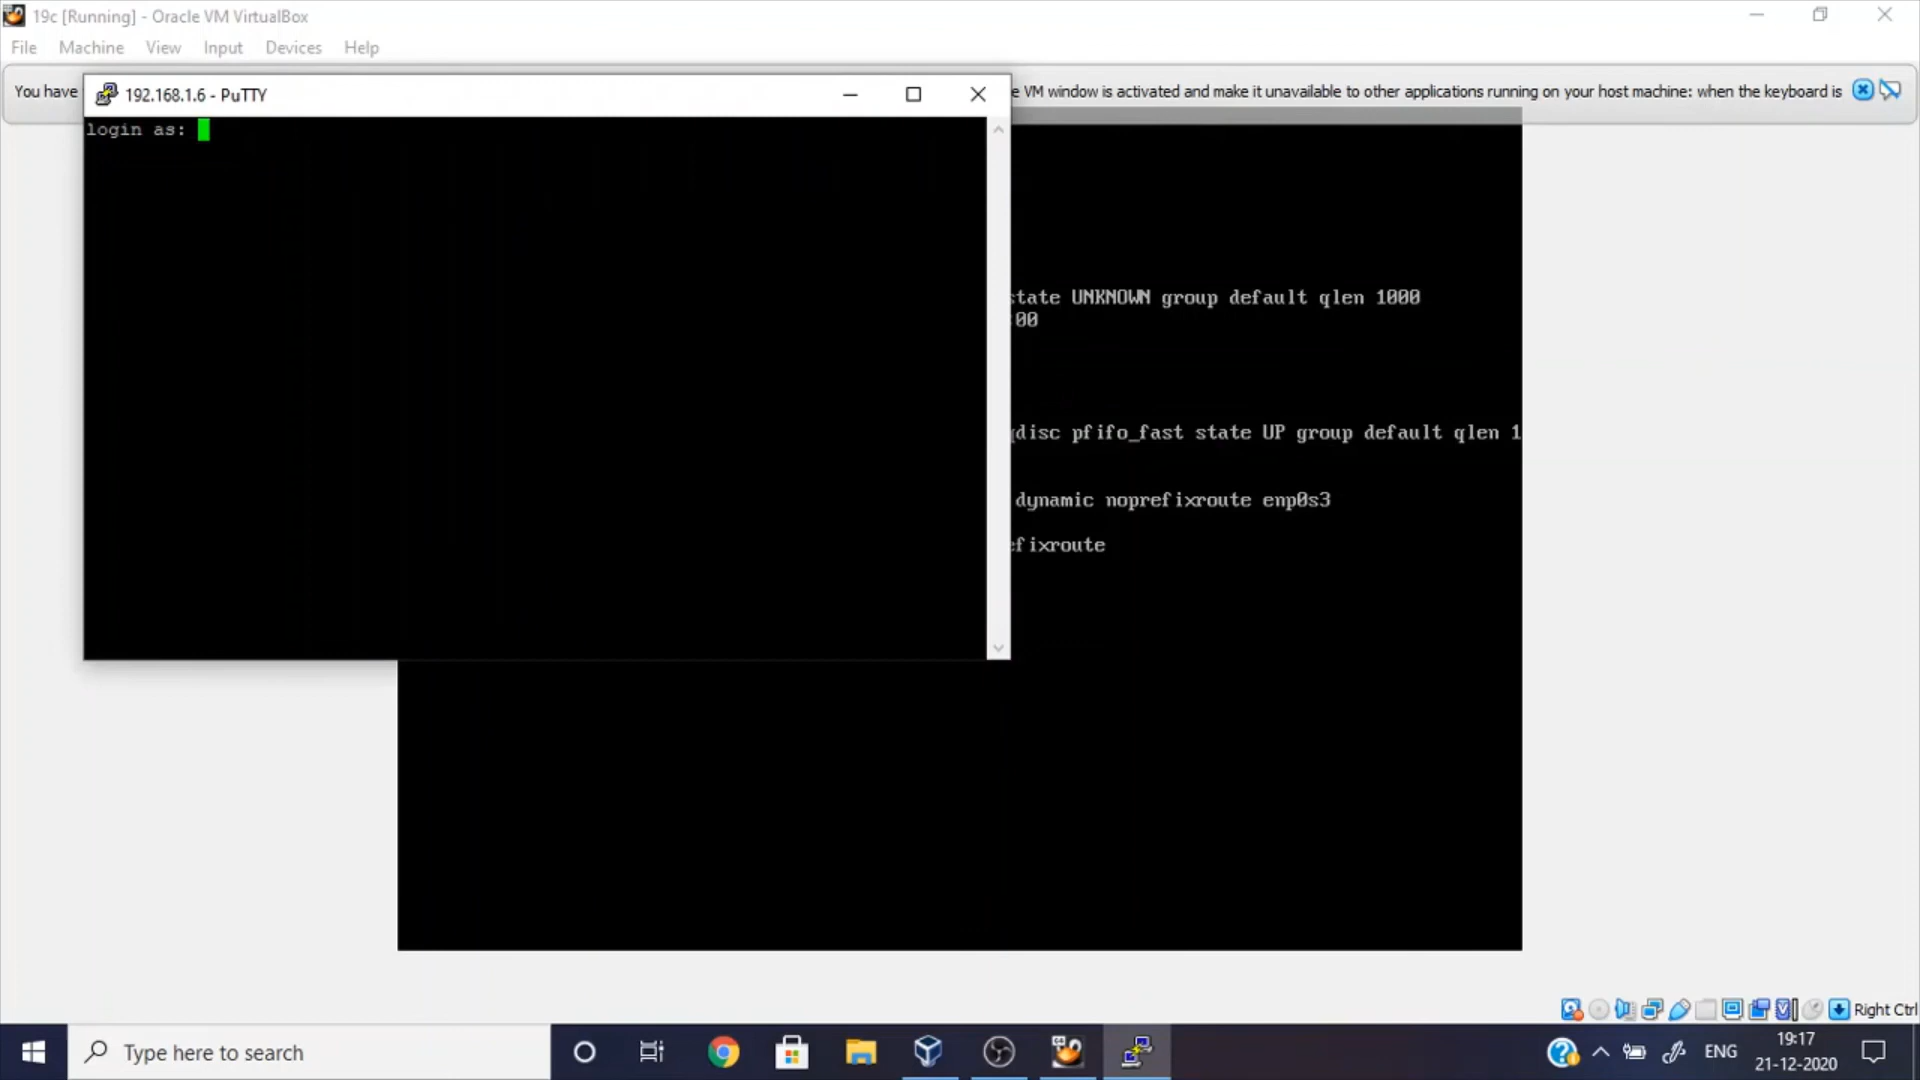 19c [Running] - Oracle VM VirtualBox
File Machine View Input Devices Help
You have
VM window is activated and make it unavailable to other applications running on your host machine: when the keyboard is
192.168.1.6 - PuTTY
login as:
state UNKNOWN group default qlen 1000
:00
qdisc pfifo_fast state UP group default qlen 1
dynamic noprefixroute enp0s3
efixroute
Right Ctrl
Type here to search
ENG
19:17
21-12-2020